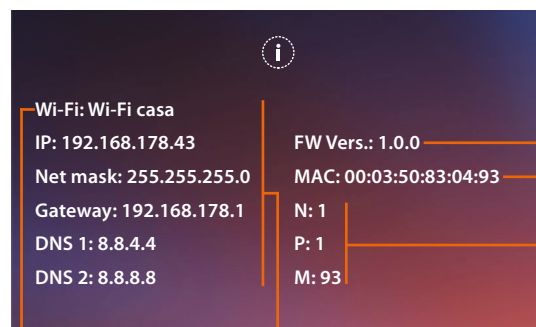 i
Wi-Fi: Wi-Fi casa
IP: 192.168.178.43
Net mask: 255.255.255.0
Gateway: 192.168.178.1
DNS 1: 8.8.4.4
DNS 2: 8.8.8.8
FW Vers.: 1.0.0
MAC: 00:03:50:83:04:93
N: 1
P: 1
M: 93